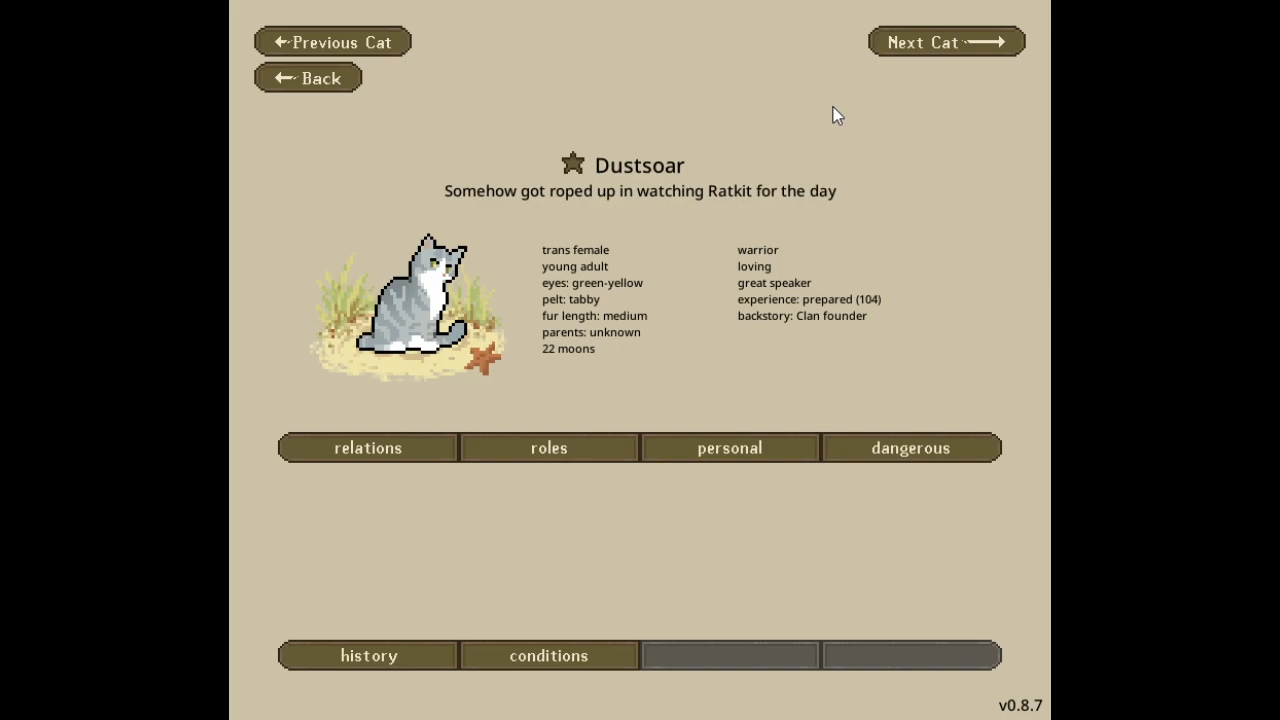 Previous Cat
Next Cat
Back
Dustsoar
Somehow got roped up in watching Ratkit for the day
trans female
young adult
eyes: green-yellow
pelt: tabby
fur length: medium
parents: unknown
22 moons
warrior
loving
great speaker
experience: prepared (104)
backstory: Clan founder
relations
roles
personal
dangerous
history
conditions
v0.8.7